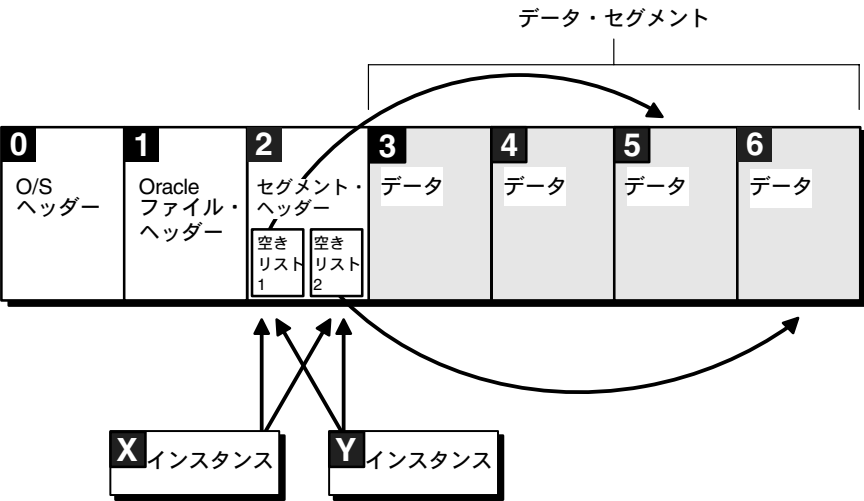 データ・セグメント
0
O/S
ヘッダー
1
Oracle
ファイル・
ヘッダー
2
セグメント・
ヘッダー
空き
リスト
1
空き
リスト
2
3
データ
4
データ
5
データ
6
データ
X
インスタンス
Y
インスタンス